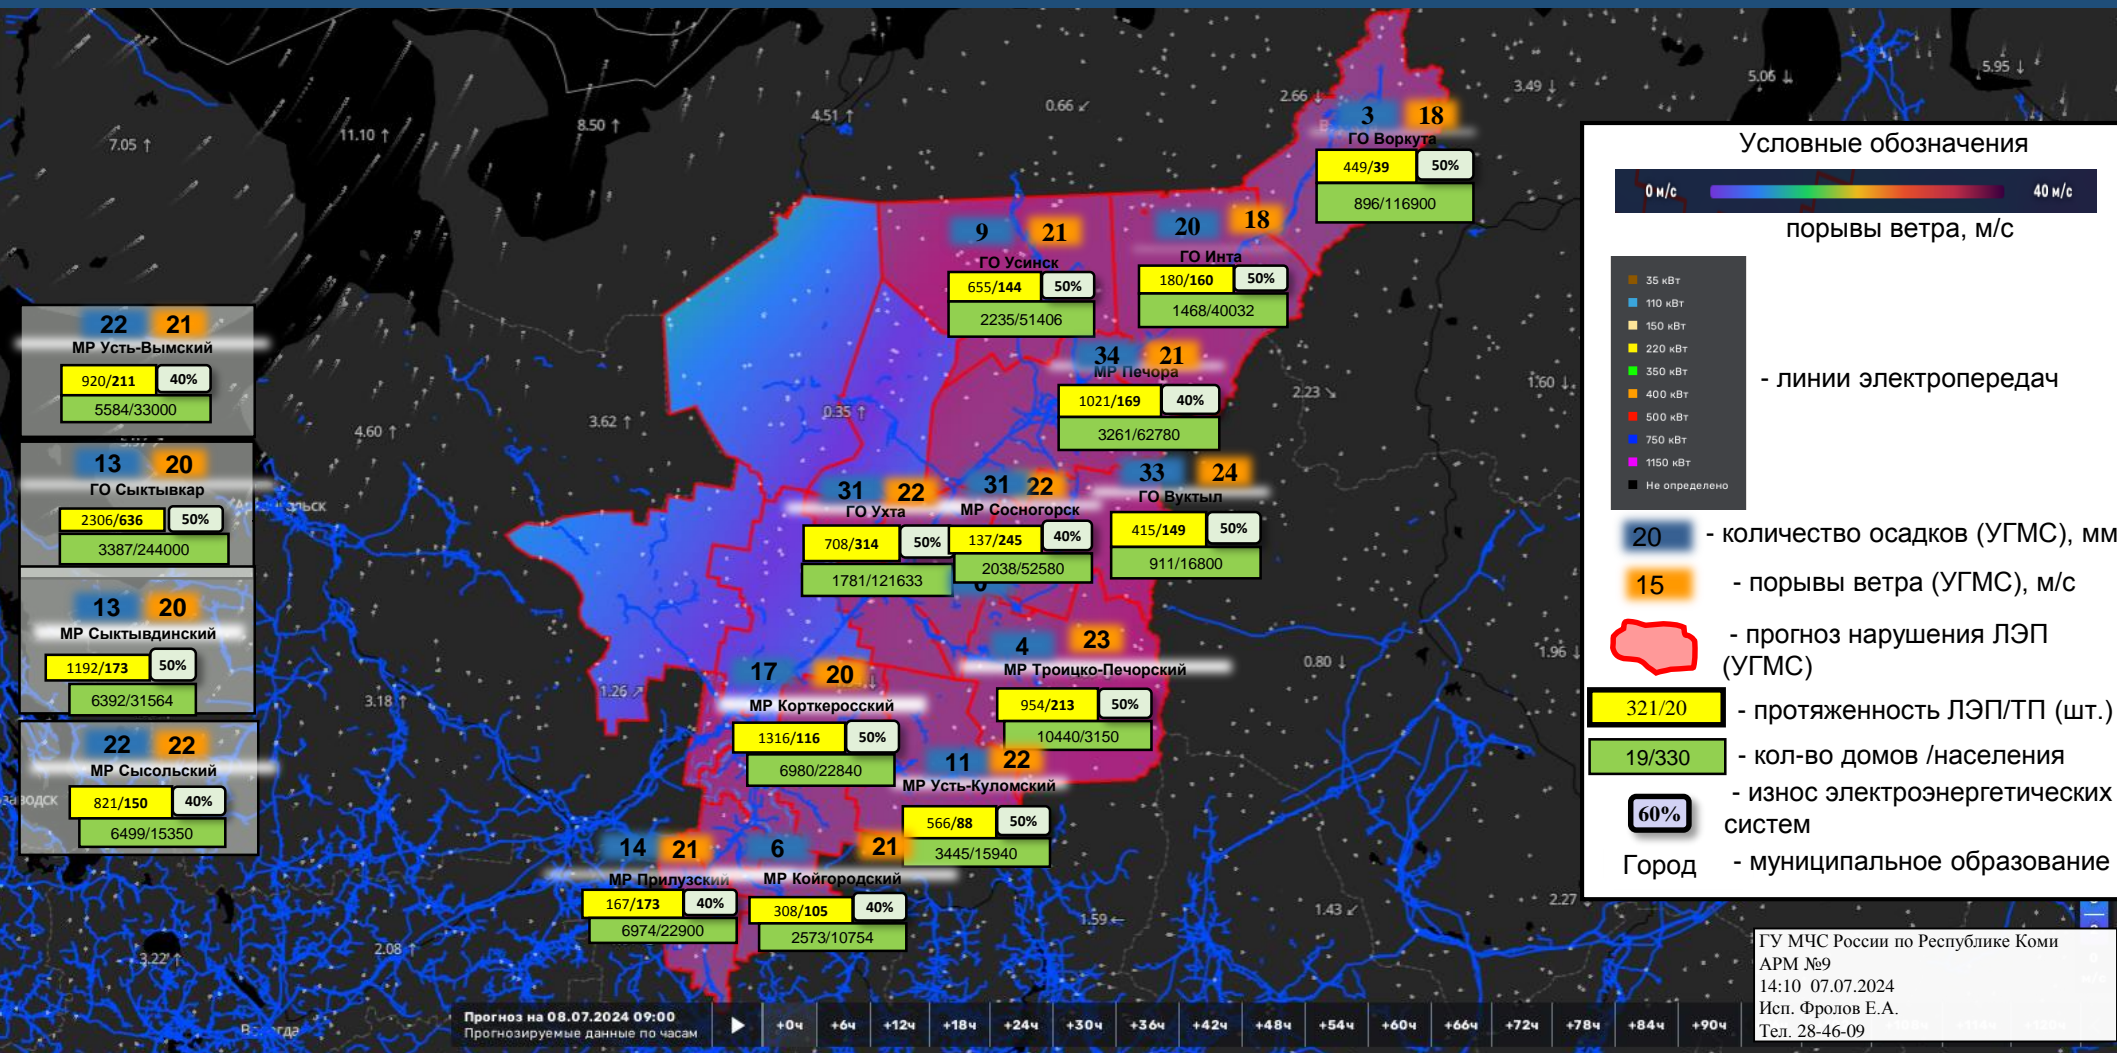 7.05 ↑
11.10 ↑
8.50 ↑
4.51 ↑
0.66 ↙
2.66 ↓
3.49 ↓
5.06 ↓
5.95 ↓
3 18
ГО Воркута
449/39 50%
896/116900
9 21
ГО Усинск
655/144 50%
2235/51406
20 18
ГО Инта
180/160 50%
1468/40032
34 21
МР Печора
1021/169 40%
3261/62780
22 21
МР Усть-Вымский
920/211 40%
5584/33000
13 20
ГО Сыктывкар
2306/636 50%
3387/244000
13 20
МР Сыктывдинский
1192/173 50%
6392/31564
22 22
МР Сысольский
821/150 40%
6499/15350
4.60 ↑
3.62 ↑
0.35 ↑
2.23 ↘
1.60 ↓
31 22
ГО Ухта
708/314 50%
1781/121633
31 22
МР Сосногорск
137/245 40%
2038/52580
33 24
ГО Вуктыл
415/149 50%
911/16800
4 23
МР Троицко-Печорский
954/213 50%
10440/3150
17 20
МР Корткеросский
1316/116 50%
6980/22840
11 22
МР Усть-Куломский
566/88 50%
3445/15940
14 21
МР Прилузский
167/173 40%
6974/22900
6 21
МР Койгородский
308/105 40%
2573/10754
3.18 ↑
1.26 ↗
0.80 ↓
1.96 ↓
2.08 ↑
3.22 ↑
1.59 ←
1.43 ↙
2.27
Условные обозначения
0 м/с 40 м/с
порывы ветра, м/с
35 кВт
110 кВт
150 кВт
220 кВт
350 кВт
400 кВт
500 кВт
750 кВт
1150 кВт
Не определено
- линии электропередач
20 - количество осадков (УГМС), мм
15 - порывы ветра (УГМС), м/с
- прогноз нарушения ЛЭП
(УГМС)
321/20 - протяженность ЛЭП/ТП (шт.)
19/330 - кол-во домов /населения
60% - износ электроэнергетических
систем
Город - муниципальное образование
ГУ МЧС России по Республике Коми
АРМ №9
14:10 07.07.2024
Исп. Фролов Е.А.
Тел. 28-46-09
Прогноз на 08.07.2024 09:00
Прогнозируемые данные по часам
+0ч +6ч +12ч +18ч +24ч +30ч +36ч +42ч +48ч +54ч +60ч +66ч +72ч +78ч +84ч +90ч